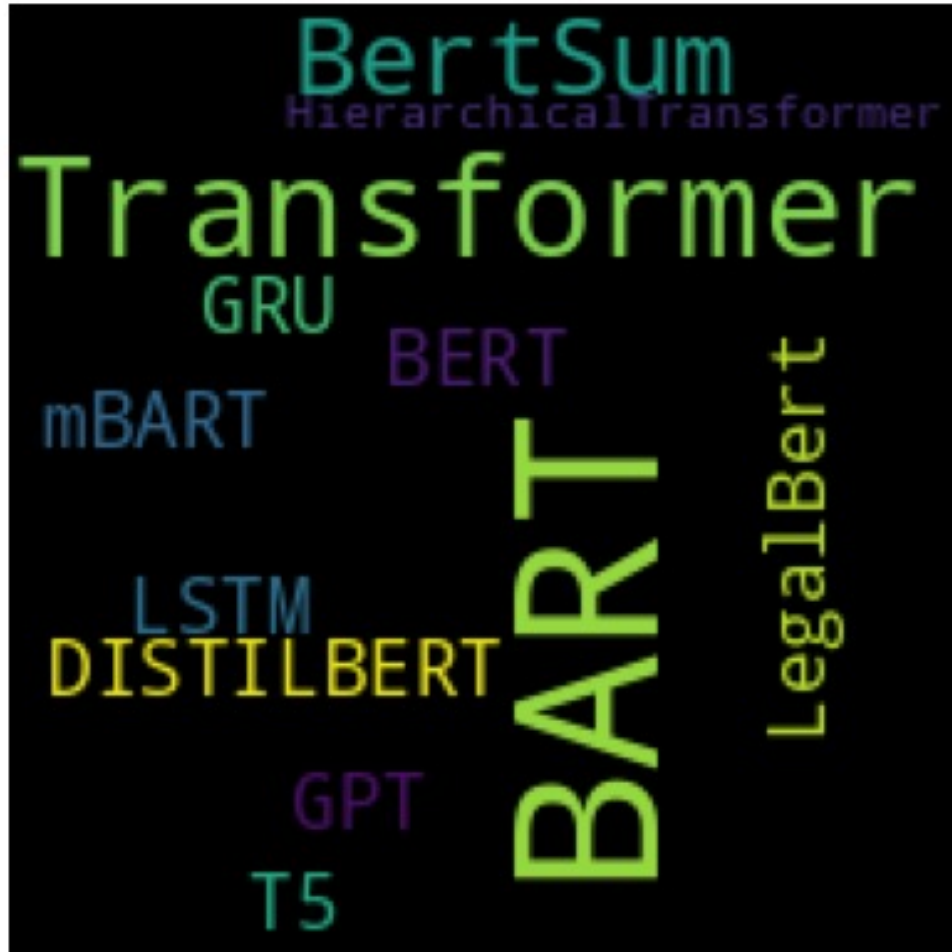 BertSum
HierarchicalTransformer
Transformer
GRU
BERT
LegalBert
mBART
BART
LSTM
DISTILBERT
GPT
T5